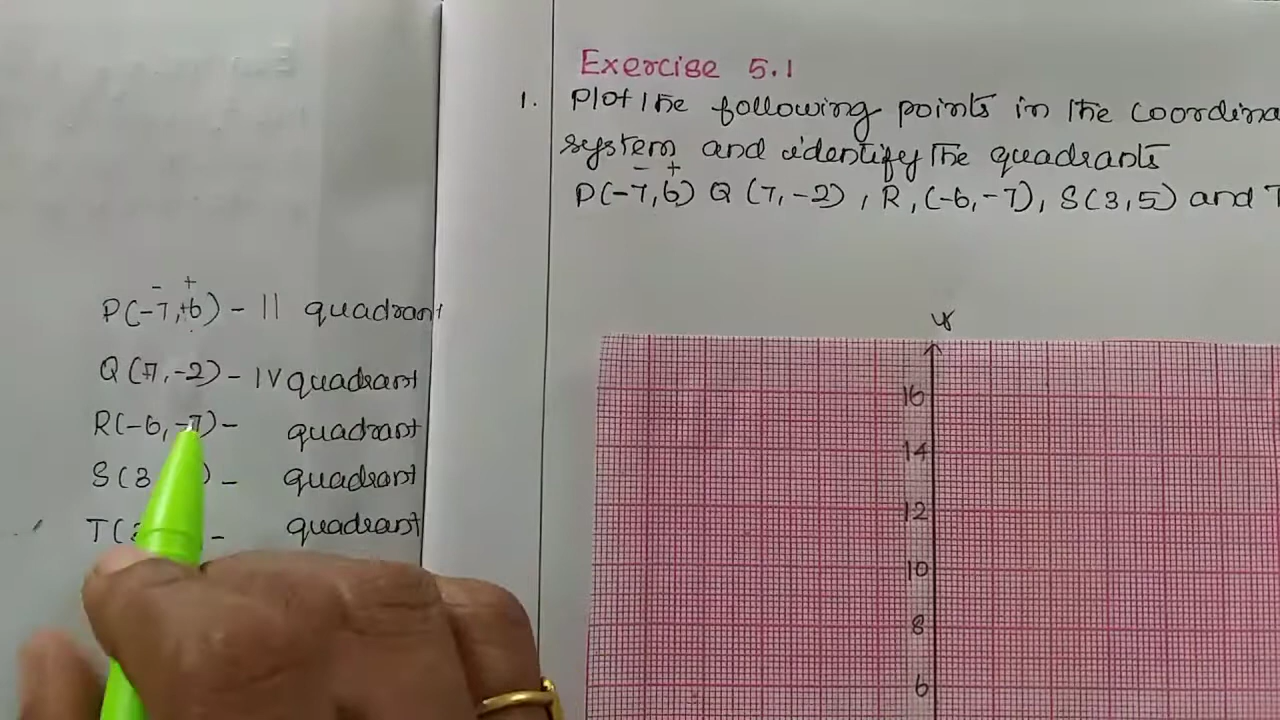 Exercise 5.1
1. Plot the following points in the coordina
system and identify the quadrants
- +
P(-7,6) Q (7,-2), R,(-6,-7), S(3,5) and T
- +
P(-7,+6) - II quadrant
Q(7,-2) - IV quadrant
R(-6,-7) - quadrant
S(3 ) - quadrant
T( - quadrant
y
16
14
12
10
8
6